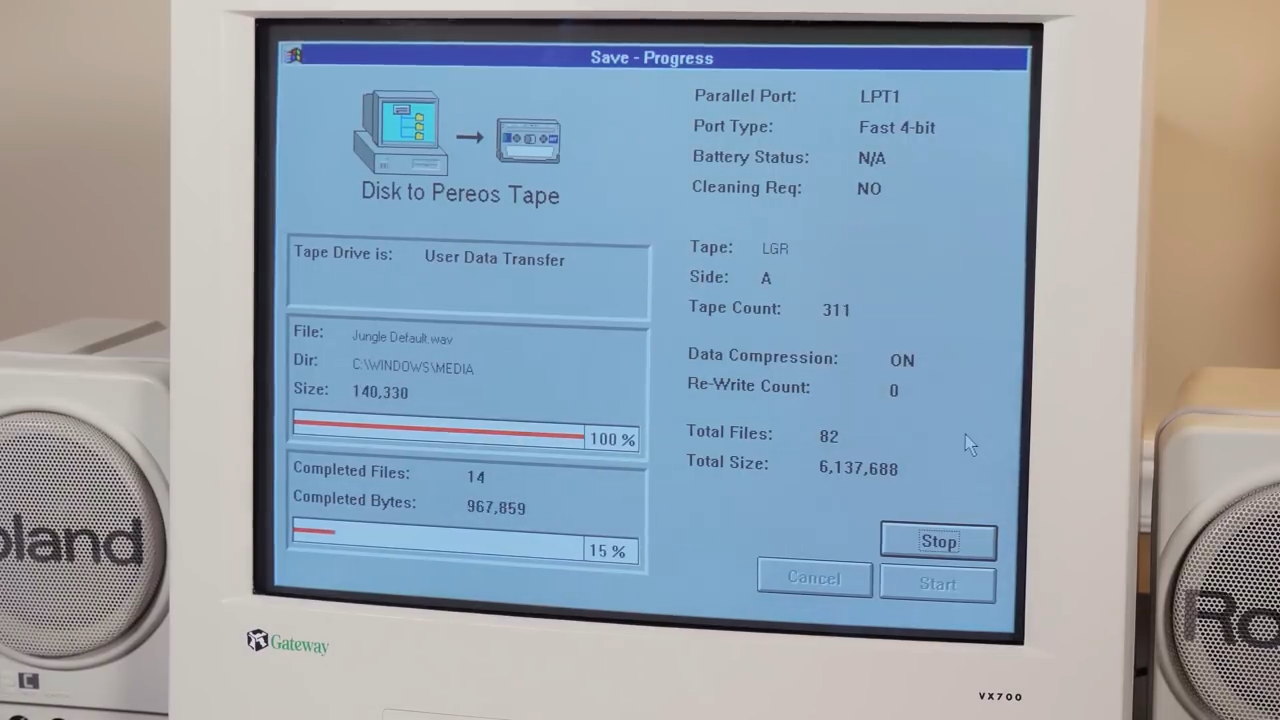 Save - Progress
Disk to Pereos Tape
Parallel Port: LPT1
Port Type: Fast 4-bit
Battery Status: N/A
Cleaning Req: NO
Tape: LGR
Side: A
Tape Count: 311
Data Compression: ON
Re-Write Count: 0
Total Files: 82
Total Size: 6,137,688
Tape Drive is: User Data Transfer
File: Jungle Default.wav
Dir: C:\WINDOWS\MEDIA
Size: 140,330
100 %
Completed Files: 14
Completed Bytes: 967,859
15 %
Stop
Cancel
Start
Gateway
VX700
oland
Ro
C